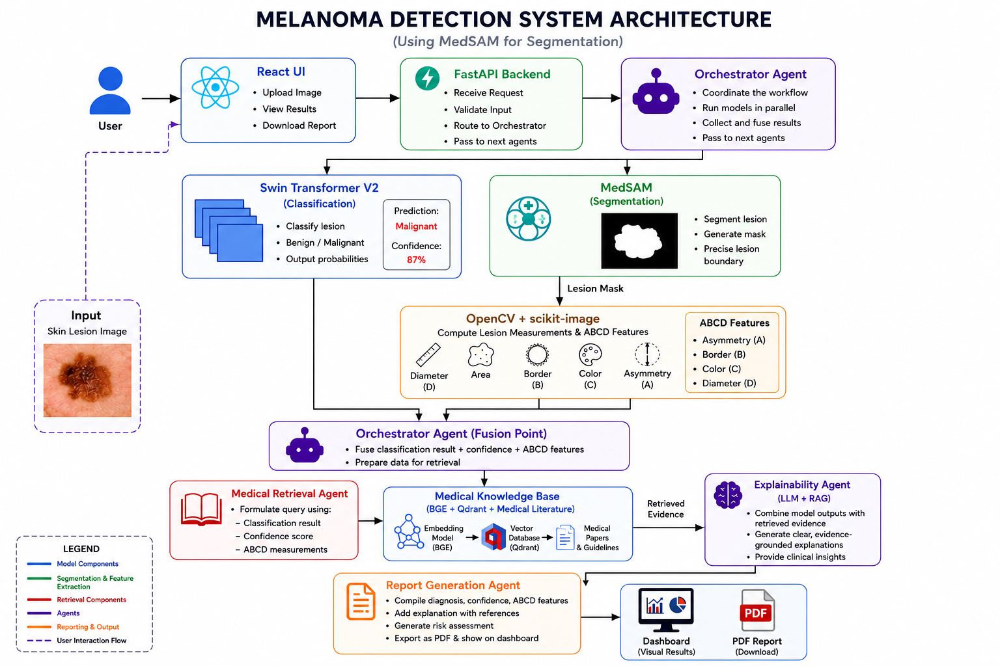 MELANOMA DETECTION SYSTEM ARCHITECTURE
(Using MedSAM for Segmentation)
User
React UI
• Upload Image
• View Results
• Download Report
FastAPI Backend
• Receive Request
• Validate Input
• Route to Orchestrator
• Pass to next agents
Orchestrator Agent
• Coordinate the workflow
• Run models in parallel
• Collect and fuse results
• Pass to next agents
Swin Transformer V2
(Classification)
• Classify lesion
• Benign / Malignant
• Output probabilities
Prediction:
Malignant
Confidence:
87%
MedSAM
(Segmentation)
• Segment lesion
• Generate mask
• Precise lesion
boundary
Lesion Mask
Input
Skin Lesion Image
OpenCV + scikit-image
Compute Lesion Measurements & ABCD Features
Diameter
(D)
Area
Border
(B)
Color
(C)
Asymmetry
(A)
ABCD Features
• Asymmetry (A)
• Border (B)
• Color (C)
• Diameter (D)
Orchestrator Agent (Fusion Point)
• Fuse classification result + confidence + ABCD features
• Prepare data for retrieval
Medical Retrieval Agent
• Formulate query using:
– Classification result
– Confidence score
– ABCD measurements
Medical Knowledge Base
(BGE + Qdrant + Medical Literature)
Embedding
Model
(BGE)
Vector
Database
(Qdrant)
Medical
Papers
& Guidelines
Retrieved
Evidence
Explainability Agent
(LLM + RAG)
• Combine model outputs with
retrieved evidence
• Generate clear, evidence-
grounded explanations
• Provide clinical insights
LEGEND
Model Components
Segmentation & Feature
Extraction
Retrieval Components
Agents
Reporting & Output
User Interaction Flow
Report Generation Agent
• Compile diagnosis, confidence, ABCD features
• Add explanation with references
• Generate risk assessment
• Export as PDF & show on dashboard
Dashboard
(Visual Results)
PDF
PDF Report
(Download)